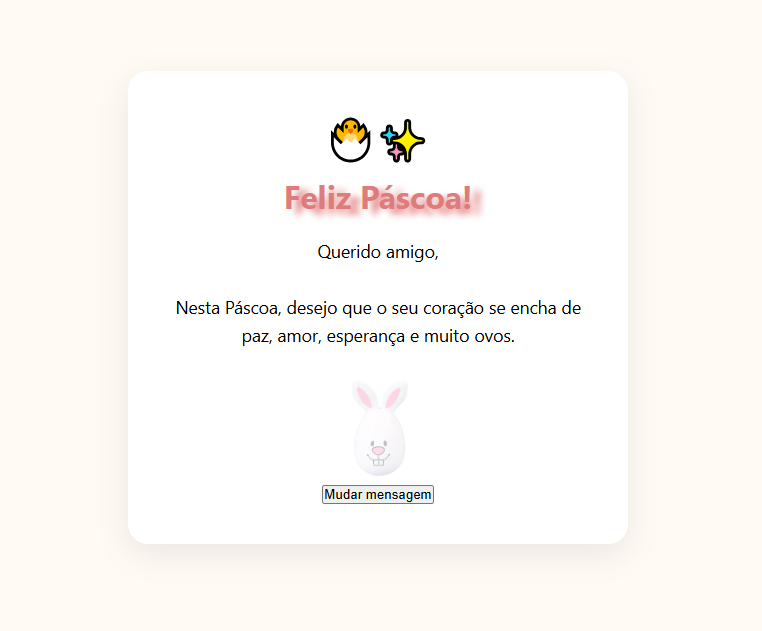 Feliz Páscoa!
Querido amigo,
Nesta Páscoa, desejo que o seu coração se encha de
paz, amor, esperança e muito ovos.
Mudar mensagem